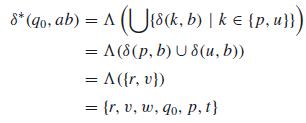 δ*(q₀, ab) = Λ (⋃{δ(k, b) | k ∈ {p, u}})
= Λ(δ(p, b) ∪ δ(u, b))
= Λ({r, v})
= {r, v, w, q₀, p, t}